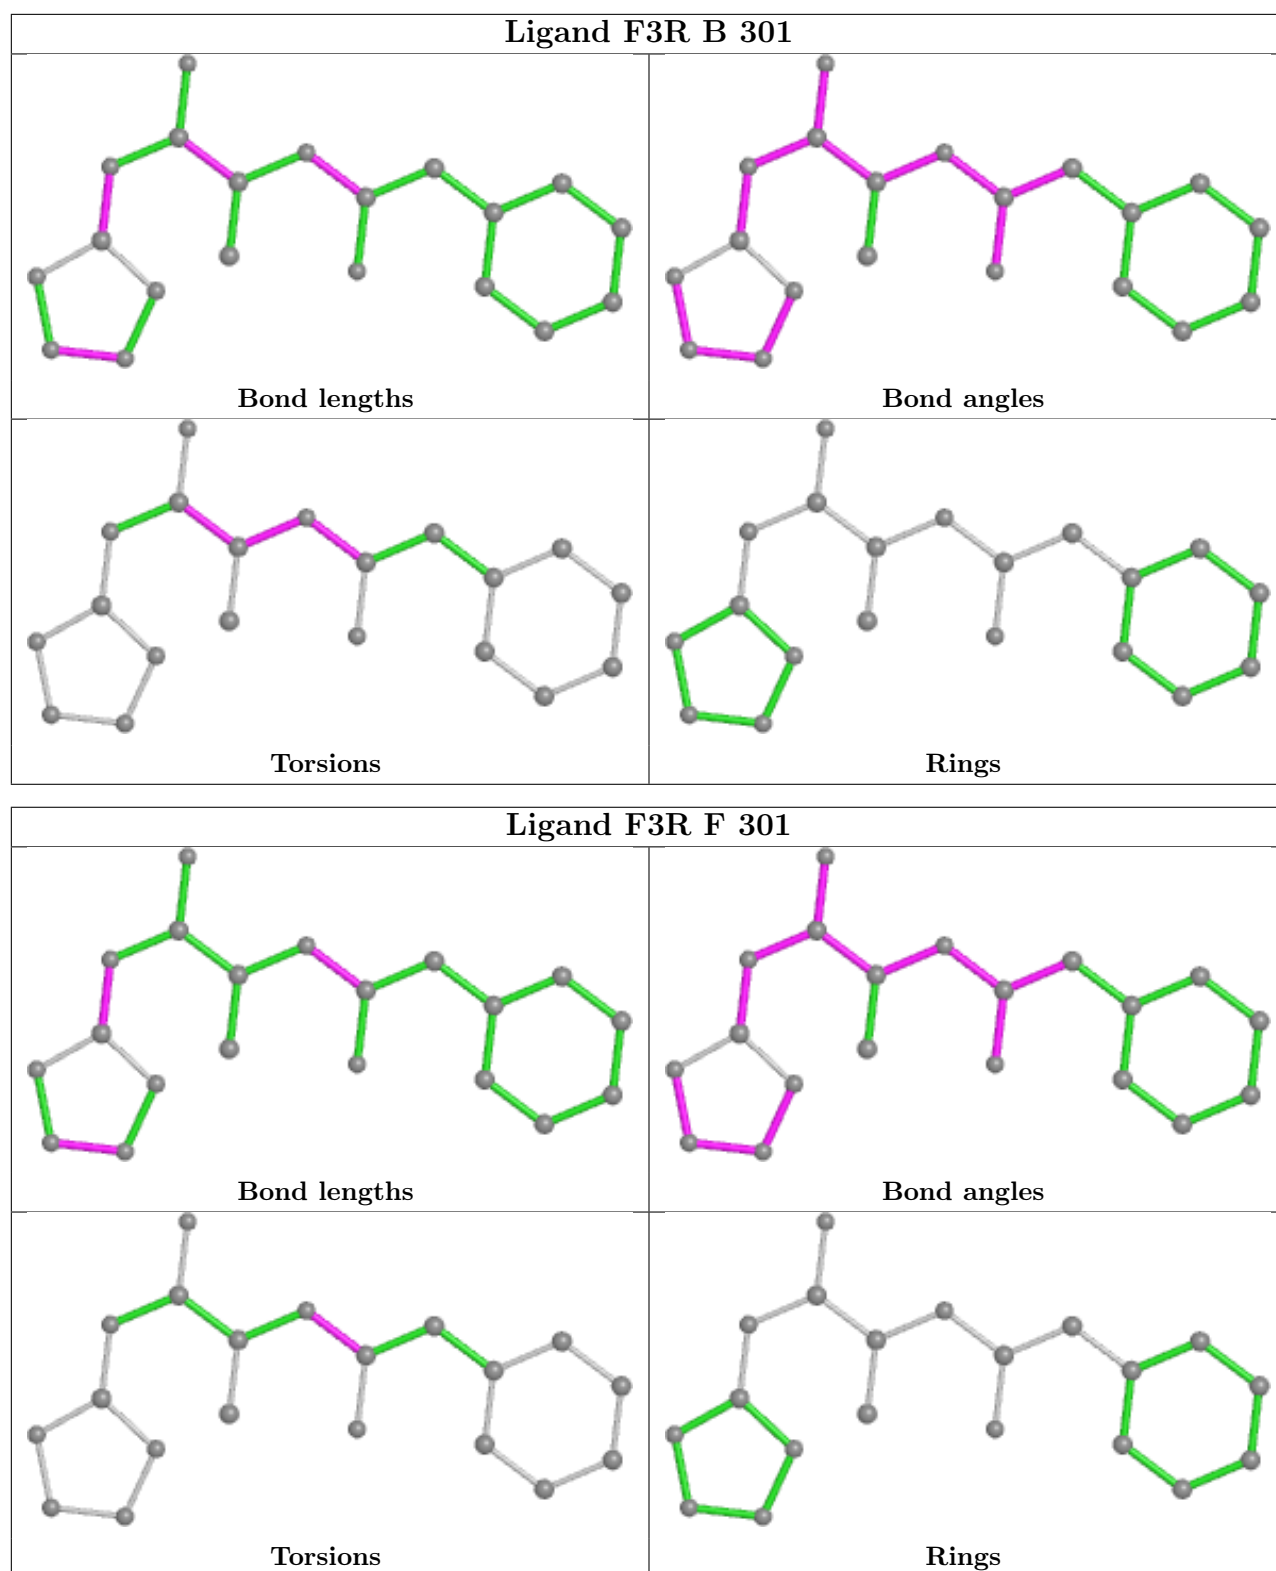 Ligand F3R B 301
Bond lengths
Bond angles
Torsions
Rings
Ligand F3R F 301
Bond lengths
Bond angles
Torsions
Rings